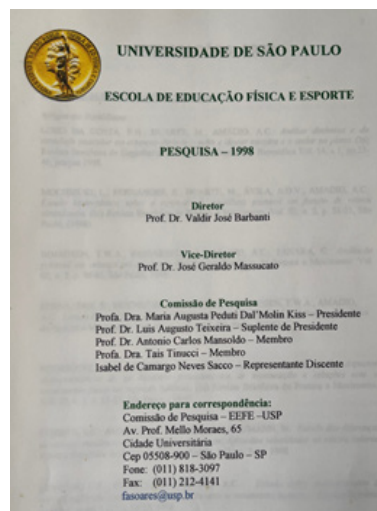 UNIVERSIDADE DE SÃO PAULO
ESCOLA DE EDUCAÇÃO FÍSICA E ESPORTE
PESQUISA – 1998
Diretor
Prof. Dr. Valdir José Barbanti
Vice-Diretor
Prof. Dr. José Geraldo Massucato
Comissão de Pesquisa
Profa. Dra. Maria Augusta Peduti Dal'Molin Kiss – Presidente
Prof. Dr. Luis Augusto Teixeira – Suplente de Presidente
Prof. Dr. Antonio Carlos Mansoldo – Membro
Profa. Dra. Tais Tinucci – Membro
Isabel de Camargo Neves Sacco – Representante Discente
Endereço para correspondência:
Comissão de Pesquisa – EEFE –USP
Av. Prof. Mello Moraes, 65
Cidade Universitária
Cep 05508-900 – São Paulo – SP
Fone: (011) 818-3097
Fax: (011) 212-4141
fasoares@usp.br